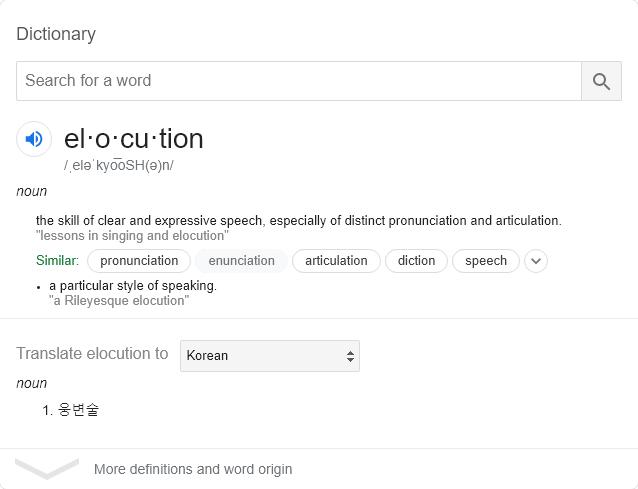 Dictionary
Search for a word
el·o·cu·tion
/ˌeləˈkyo͞oSH(ə)n/
noun
the skill of clear and expressive speech, especially of distinct pronunciation and articulation.
"lessons in singing and elocution"
Similar: pronunciation enunciation articulation diction speech
• a particular style of speaking.
"a Rileyesque elocution"
Translate elocution to Korean
noun
1. 웅변술
More definitions and word origin